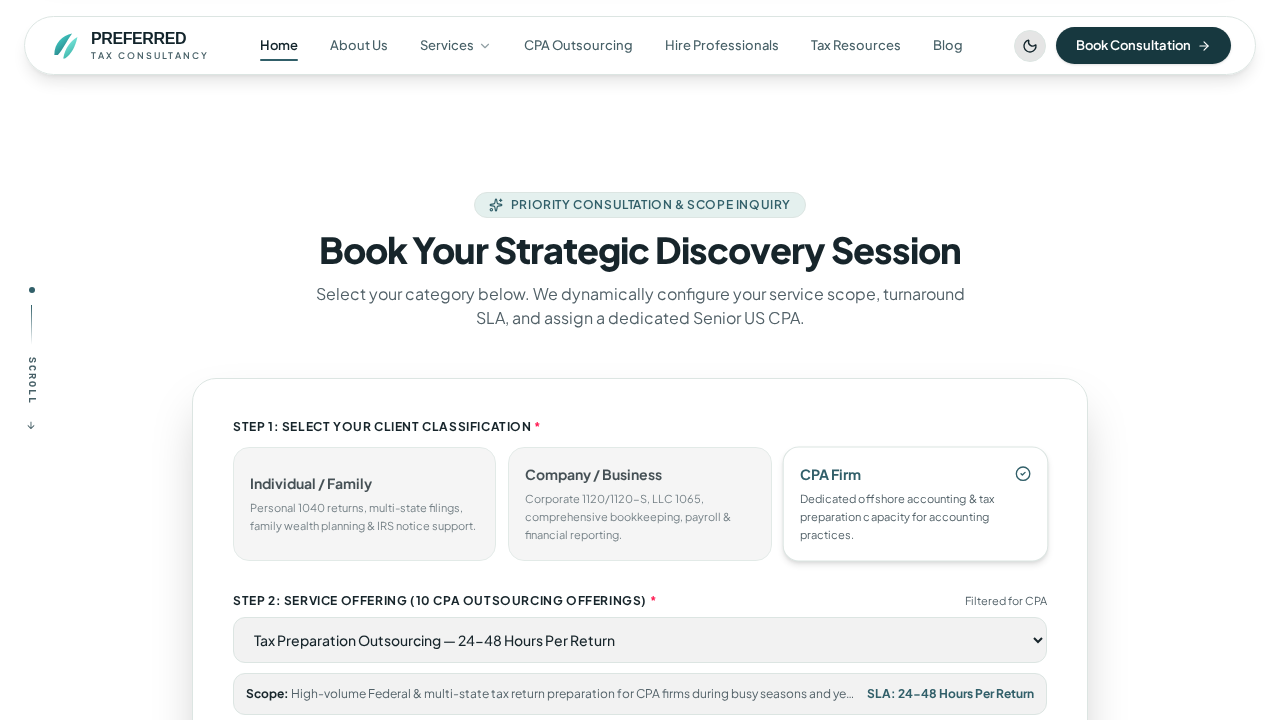 PREFERRED
TAX CONSULTANCY
Home
About Us
Services
CPA Outsourcing
Hire Professionals
Tax Resources
Blog
Book Consultation
PRIORITY CONSULTATION & SCOPE INQUIRY
Book Your Strategic Discovery Session
Select your category below. We dynamically configure your service scope, turnaround
SLA, and assign a dedicated Senior US CPA.
SCROLL
STEP 1: SELECT YOUR CLIENT CLASSIFICATION *
Individual / Family
Personal 1040 returns, multi-state filings,
family wealth planning & IRS notice support.
Company / Business
Corporate 1120/1120-S, LLC 1065,
comprehensive bookkeeping, payroll &
financial reporting.
CPA Firm
Dedicated offshore accounting & tax
preparation capacity for accounting
practices.
STEP 2: SERVICE OFFERING (10 CPA OUTSOURCING OFFERINGS) *
Filtered for CPA
Tax Preparation Outsourcing — 24-48 Hours Per Return
Scope: High-volume Federal & multi-state tax return preparation for CPA firms during busy seasons and ye...
SLA: 24-48 Hours Per Return